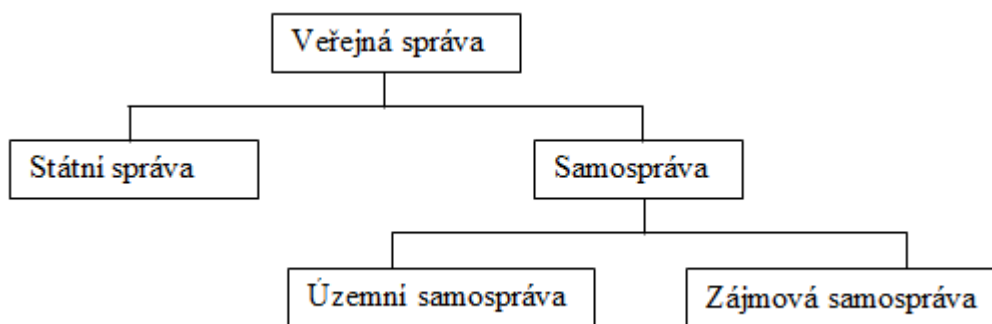 Veřejná správa
Státní správa
Samospráva
Územní samospráva
Zájmová samospráva